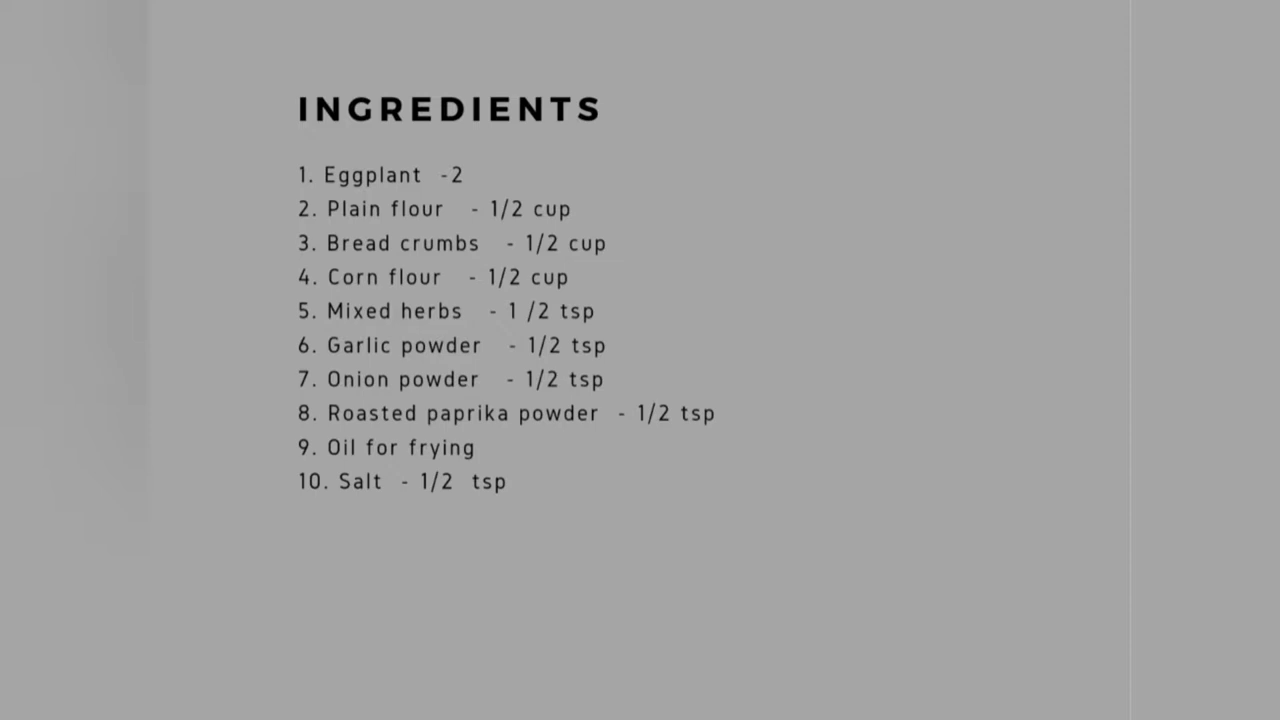 INGREDIENTS
1. Eggplant -2
2. Plain flour - 1/2 cup
3. Bread crumbs - 1/2 cup
4. Corn flour - 1/2 cup
5. Mixed herbs - 1 /2 tsp
6. Garlic powder - 1/2 tsp
7. Onion powder - 1/2 tsp
8. Roasted paprika powder - 1/2 tsp
9. Oil for frying
10. Salt - 1/2 tsp